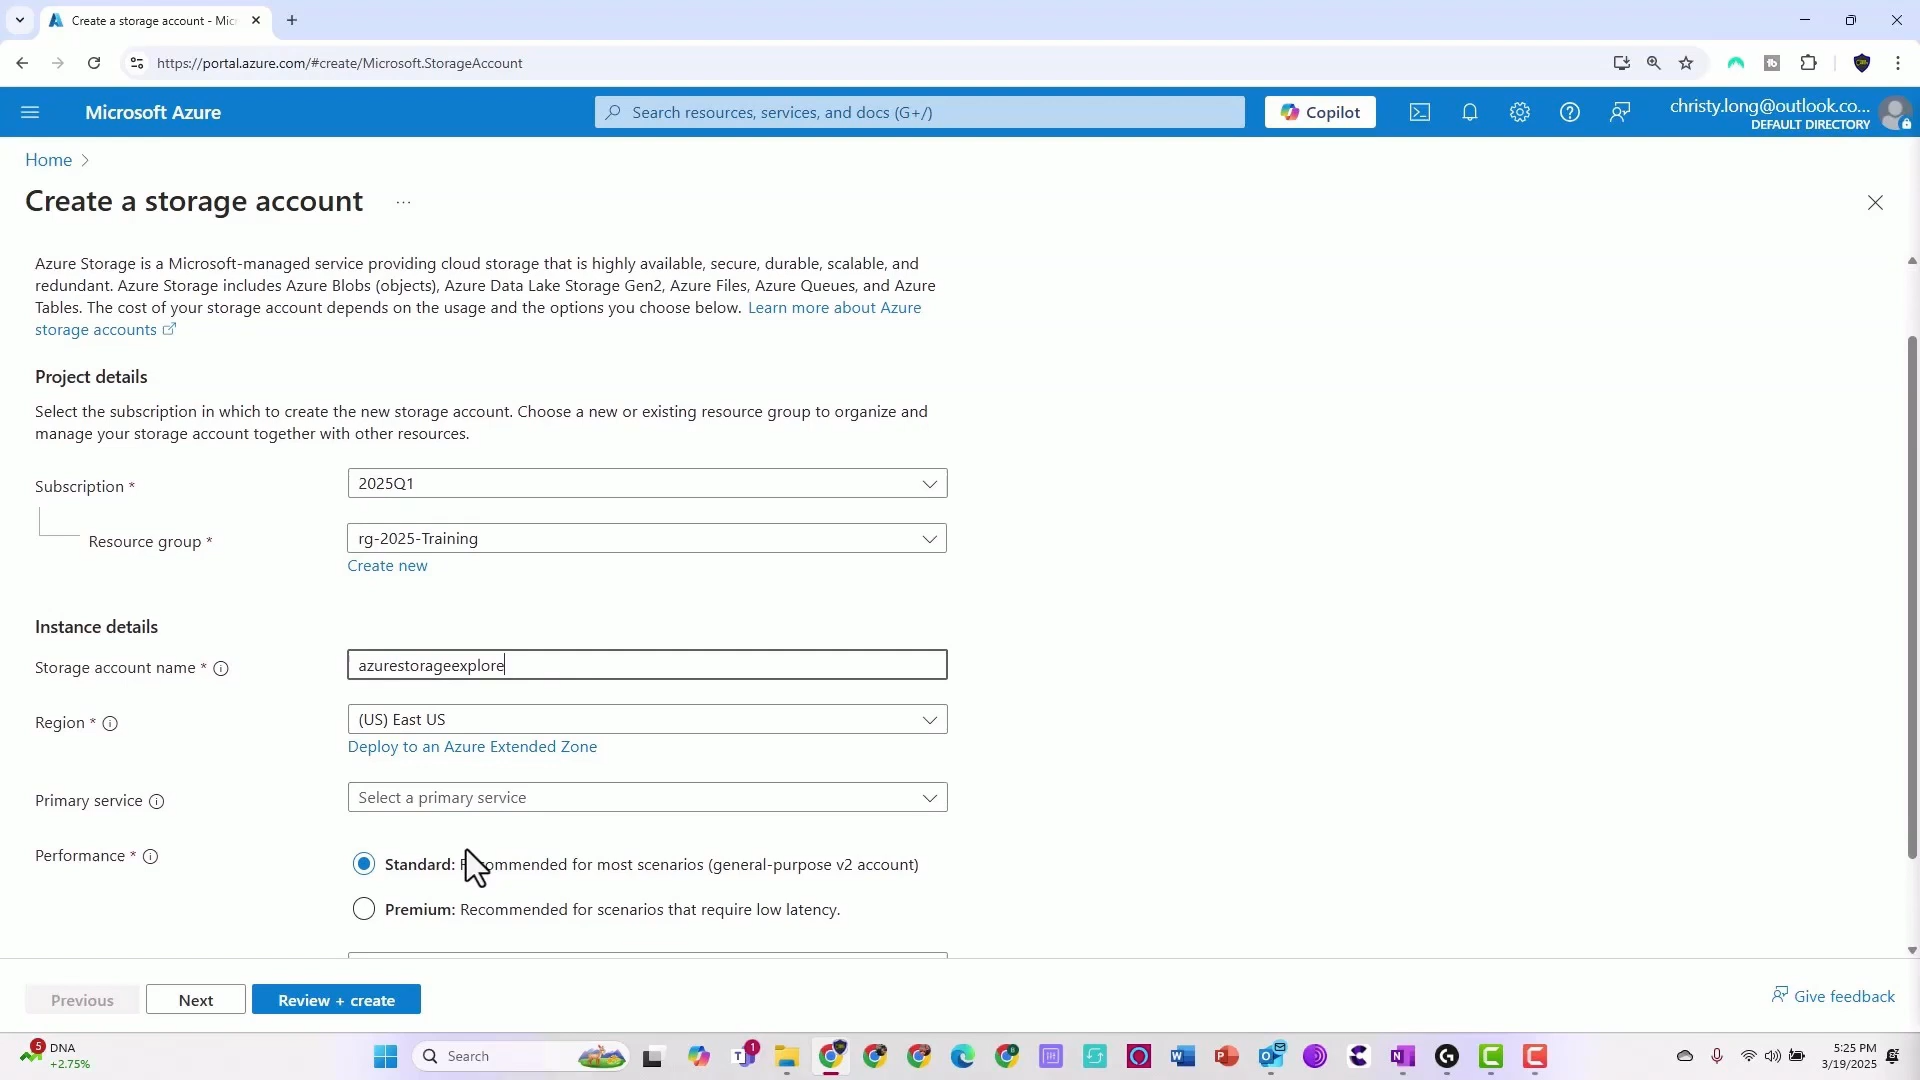 Create a storage account - Mic
https://portal.azure.com/#create/Microsoft.StorageAccount
Microsoft Azure
Search resources, services, and docs (G+/)
Copilot
christy.long@outlook.co...
DEFAULT DIRECTORY
Home
Create a storage account ...
Azure Storage is a Microsoft-managed service providing cloud storage that is highly available, secure, durable, scalable, and
redundant. Azure Storage includes Azure Blobs (objects), Azure Data Lake Storage Gen2, Azure Files, Azure Queues, and Azure
Tables. The cost of your storage account depends on the usage and the options you choose below. Learn more about Azure
storage accounts
Project details
Select the subscription in which to create the new storage account. Choose a new or existing resource group to organize and
manage your storage account together with other resources.
Subscription *
2025Q1
Resource group *
rg-2025-Training
Create new
Instance details
Storage account name *
azurestorageexplore
Region *
(US) East US
Deploy to an Azure Extended Zone
Primary service
Select a primary service
Performance *
Standard: Recommended for most scenarios (general-purpose v2 account)
Premium: Recommended for scenarios that require low latency.
Previous
Next
Review + create
Give feedback
5
DNA
+2.75%
Search
1
5:25 PM
3/19/2025